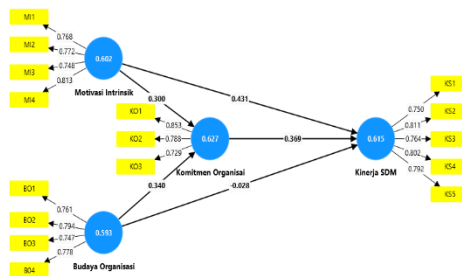 MI1
MI2
MI3
MI4
0.768
0.772
0.748
0.813
0.602
Motivasi Intrinsik
0.300
0.431
KO1
KO2
KO3
0.853
0.788
0.729
0.627
Komitmen Organisai
0.369
0.340
-0.028
BO1
BO2
BO3
BO4
0.761
0.794
0.747
0.778
0.593
Budaya Organisasi
0.615
Kinerja SDM
0.750
0.811
0.764
0.802
0.792
KS1
KS2
KS3
KS4
KS5